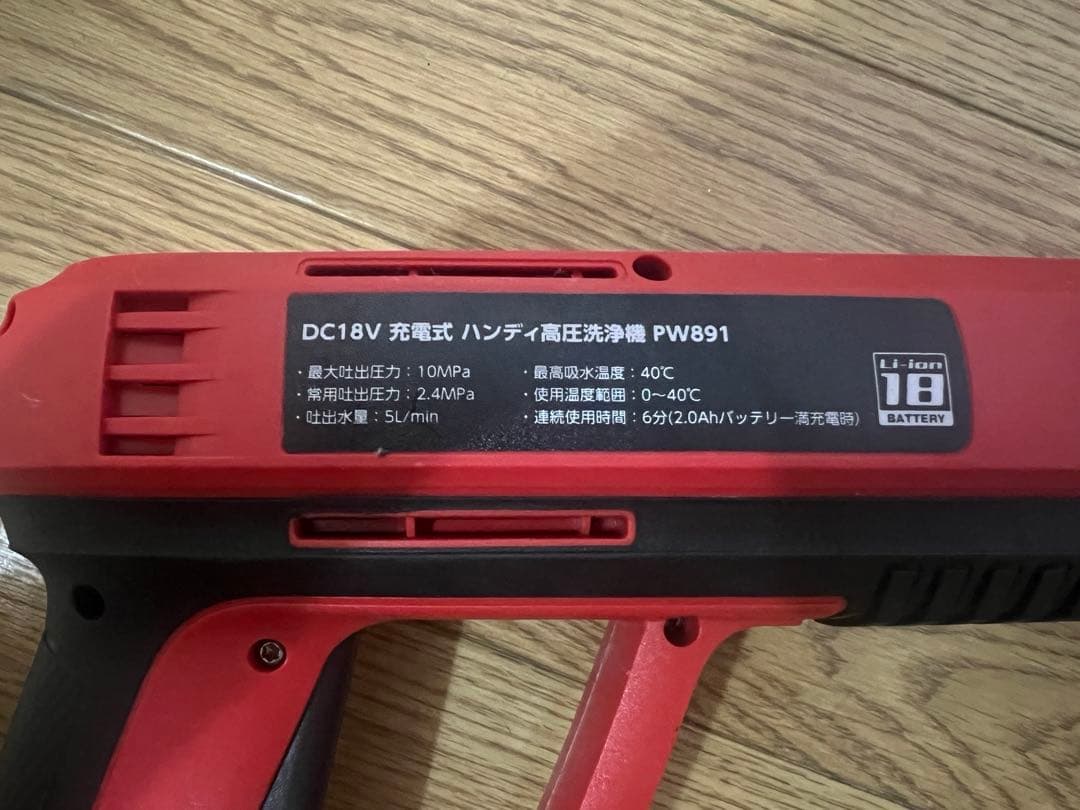 DC18V 充電式 ハンディ高圧洗浄機 PW891
・最大吐出圧力：10MPa
・常用吐出圧力：2.4MPa
・吐出水量：5L/min
・最高吸水温度：40℃
・使用温度範囲：0～40℃
・連続使用時間：6分(2.0Ahバッテリー満充電時)
Li-ion
18
BATTERY